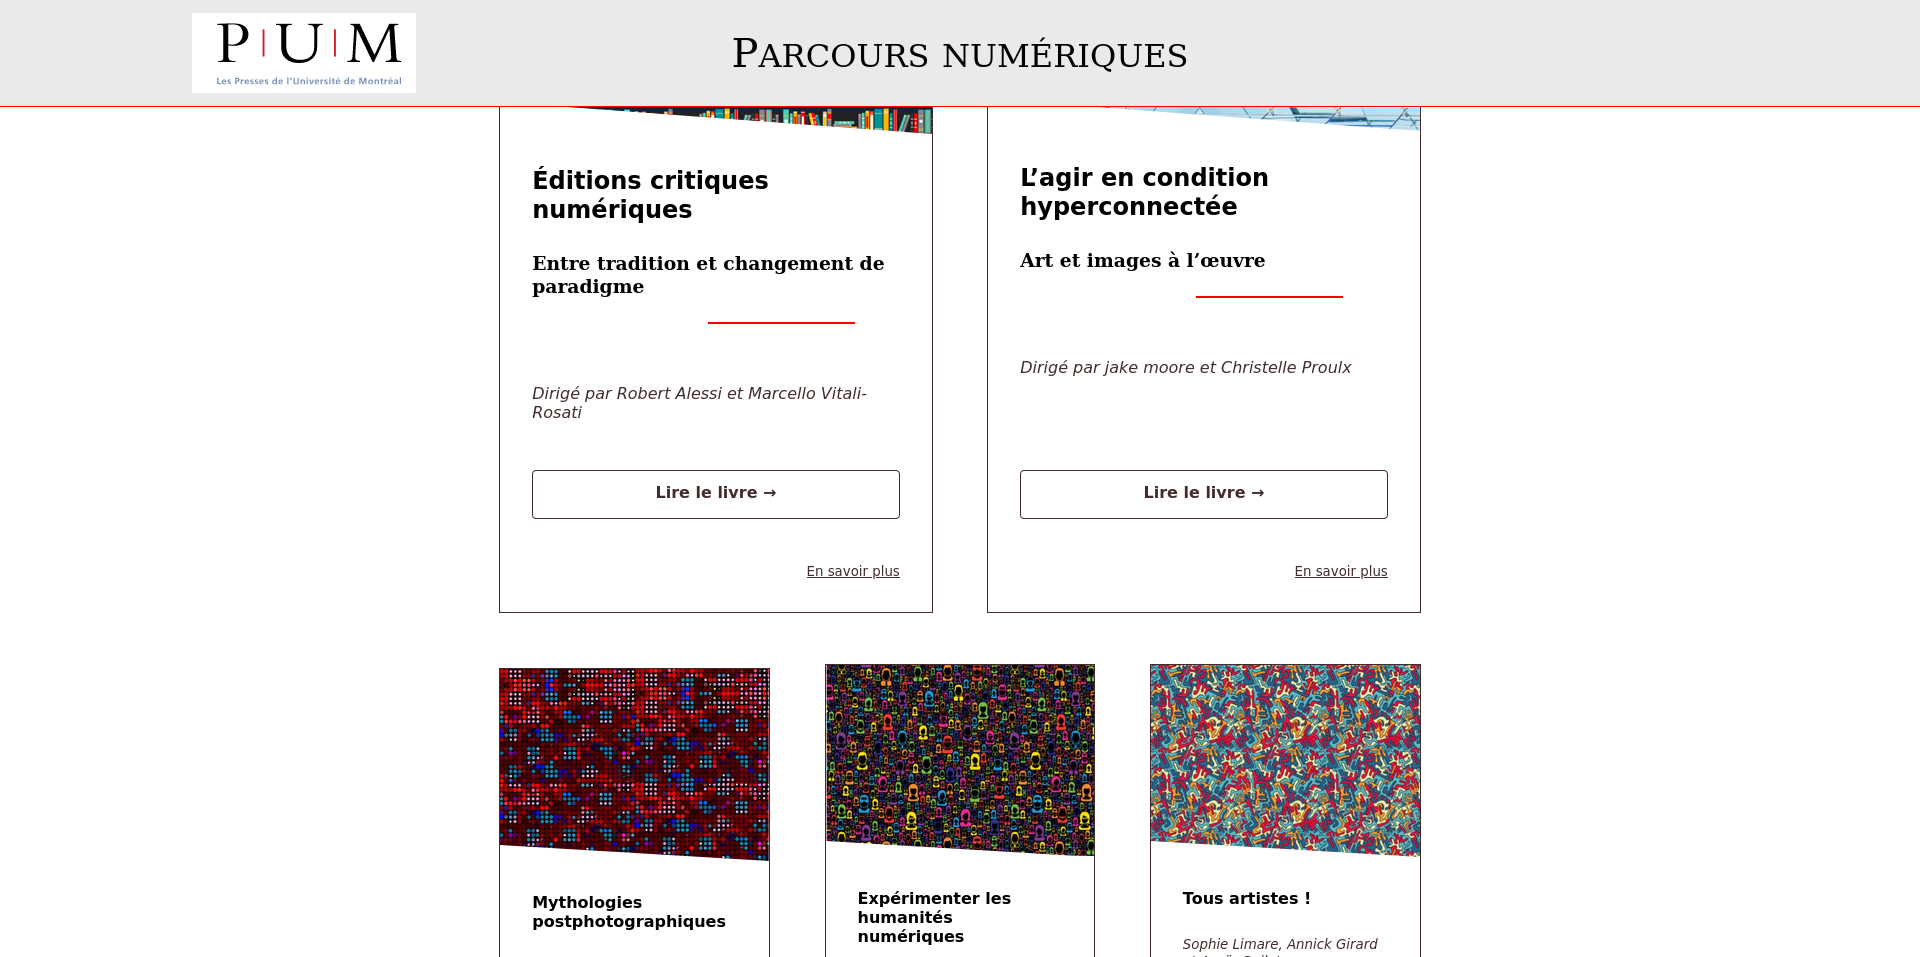 P|U|M
Les Presses de l’Université de Montréal
Parcours numériques
Éditions critiques
numériques
Entre tradition et changement de
paradigme
Dirigé par Robert Alessi et Marcello Vitali-
Rosati
Lire le livre →
En savoir plus
L’agir en condition
hyperconnectée
Art et images à l’œuvre
Dirigé par jake moore et Christelle Proulx
Lire le livre →
En savoir plus
Mythologies
postphotographiques
Expérimenter les
humanités
numériques
Tous artistes !
Sophie Limare, Annick Girard